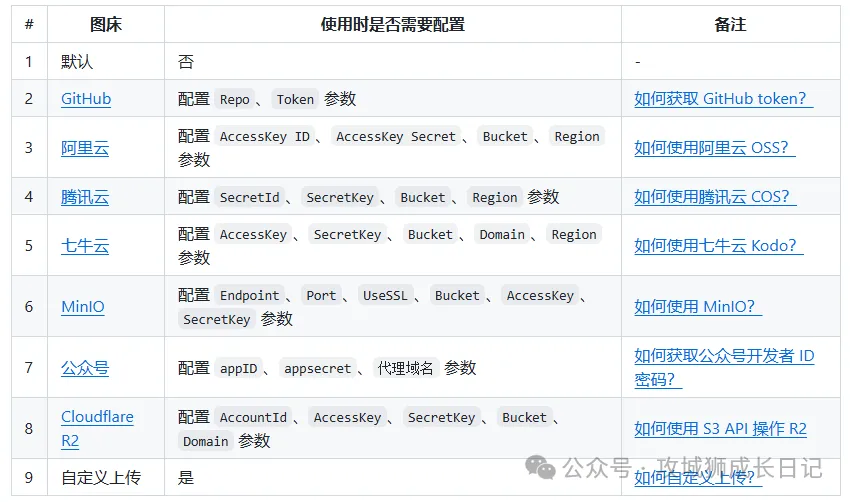 # 图床 使用时是否需要配置 备注
1 默认 否 -
2 GitHub 配置 Repo、Token 参数 如何获取 GitHub token？
3 阿里云 配置 AccessKey ID、AccessKey Secret、Bucket、Region
参数 如何使用阿里云 OSS？
4 腾讯云 配置 SecretId、SecretKey、Bucket、Region 参数 如何使用腾讯云 COS？
5 七牛云 配置 AccessKey、SecretKey、Bucket、Domain、Region
参数 如何使用七牛云 Kodo？
6 MinIO 配置 Endpoint、Port、UseSSL、Bucket、AccessKey、
SecretKey 参数 如何使用 MinIO？
7 公众号 配置 appID、appsecret、代理域名 参数 如何获取公众号开发者 ID
密码？
8 Cloudflare
R2 配置 AccountId、AccessKey、SecretKey、Bucket、
Domain 参数 如何使用 S3 API 操作 R2
9 自定义上传 是 如何自定义上传？
公众号 · 攻城狮成长日记